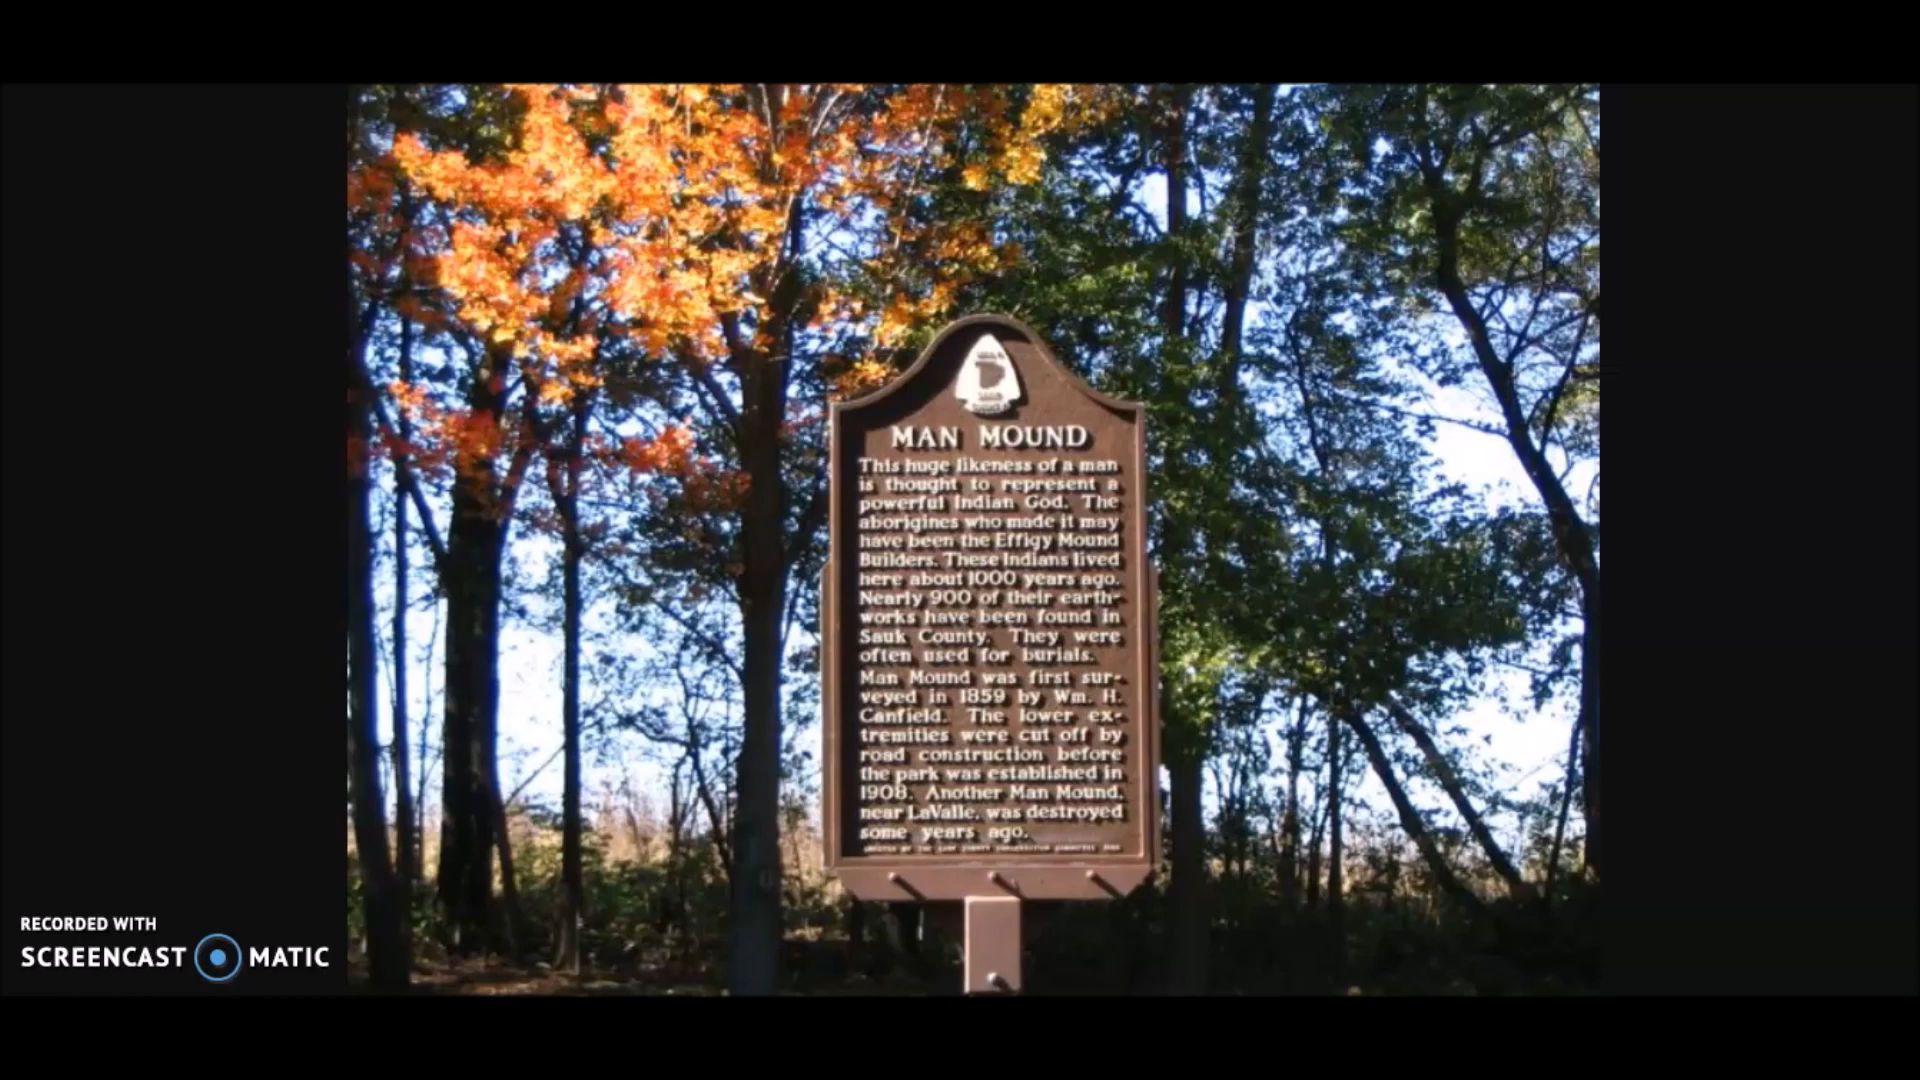 MAN MOUND
This huge likeness of a man
is thought to represent a
powerful Indian God. The
aborigines who made it may
have been the Effigy Mound
Builders. These Indians lived
here about 1000 years ago.
Nearly 900 of their earth-
works have been found in
Sauk County. They were
often used for burials.
Man Mound was first sur-
veyed in 1859 by Wm. H.
Canfield. The lower ex-
tremities were cut off by
road construction before
the park was established in
1908. Another Man Mound,
near LaValle, was destroyed
some years ago.
RECORDED WITH
SCREENCAST MATIC